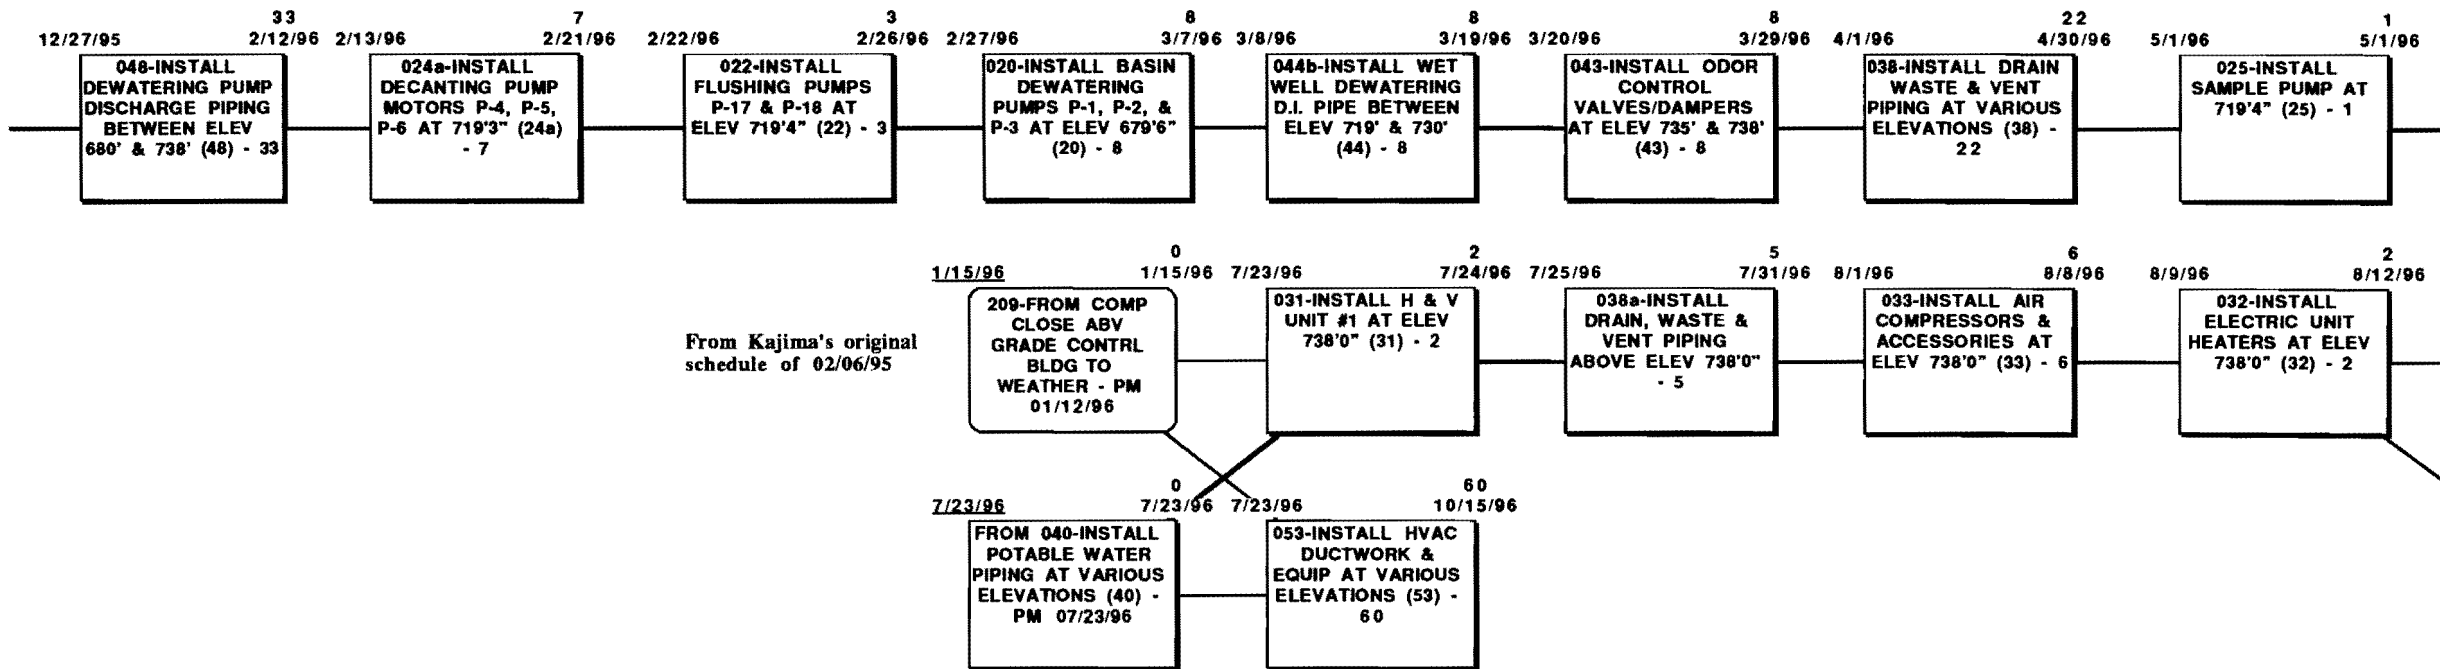 33
12/27/95 2/12/96
048-INSTALL
DEWATERING PUMP
DISCHARGE PIPING
BETWEEN ELEV
680' & 738' (48) - 33
7
2/13/96 2/21/96
024a-INSTALL
DECANTING PUMP
MOTORS P-4, P-5,
P-6 AT 719'3" (24a)
- 7
3
2/22/96 2/26/96
022-INSTALL
FLUSHING PUMPS
P-17 & P-18 AT
ELEV 719'4" (22) - 3
8
2/27/96 3/7/96
020-INSTALL BASIN
DEWATERING
PUMPS P-1, P-2, &
P-3 AT ELEV 679'6"
(20) - 8
8
3/8/96 3/19/96
044b-INSTALL WET
WELL DEWATERING
D.I. PIPE BETWEEN
ELEV 719' & 730'
(44) - 8
8
3/20/96 3/29/96
043-INSTALL ODOR
CONTROL
VALVES/DAMPERS
AT ELEV 735' & 738'
(43) - 8
22
4/1/96 4/30/96
038-INSTALL DRAIN
WASTE & VENT
PIPING AT VARIOUS
ELEVATIONS (38) -
22
1
5/1/96 5/1/96
025-INSTALL
SAMPLE PUMP AT
719'4" (25) - 1
From Kajima's original
schedule of 02/06/95
0
1/15/96 1/15/96
209-FROM COMP
CLOSE ABV
GRADE CONTRL
BLDG TO
WEATHER - PM
01/12/96
2
7/23/96 7/24/96
031-INSTALL H & V
UNIT #1 AT ELEV
738'0" (31) - 2
5
7/25/96 7/31/96
038a-INSTALL
DRAIN, WASTE &
VENT PIPING
ABOVE ELEV 738'0"
- 5
6
8/1/96 8/8/96
033-INSTALL AIR
COMPRESSORS &
ACCESSORIES AT
ELEV 738'0" (33) - 6
2
8/9/96 8/12/96
032-INSTALL
ELECTRIC UNIT
HEATERS AT ELEV
738'0" (32) - 2
0
7/23/96 7/23/96
FROM 040-INSTALL
POTABLE WATER
PIPING AT VARIOUS
ELEVATIONS (40) -
PM 07/23/96
60
7/23/96 10/15/96
053-INSTALL HVAC
DUCTWORK &
EQUIP AT VARIOUS
ELEVATIONS (53) -
60